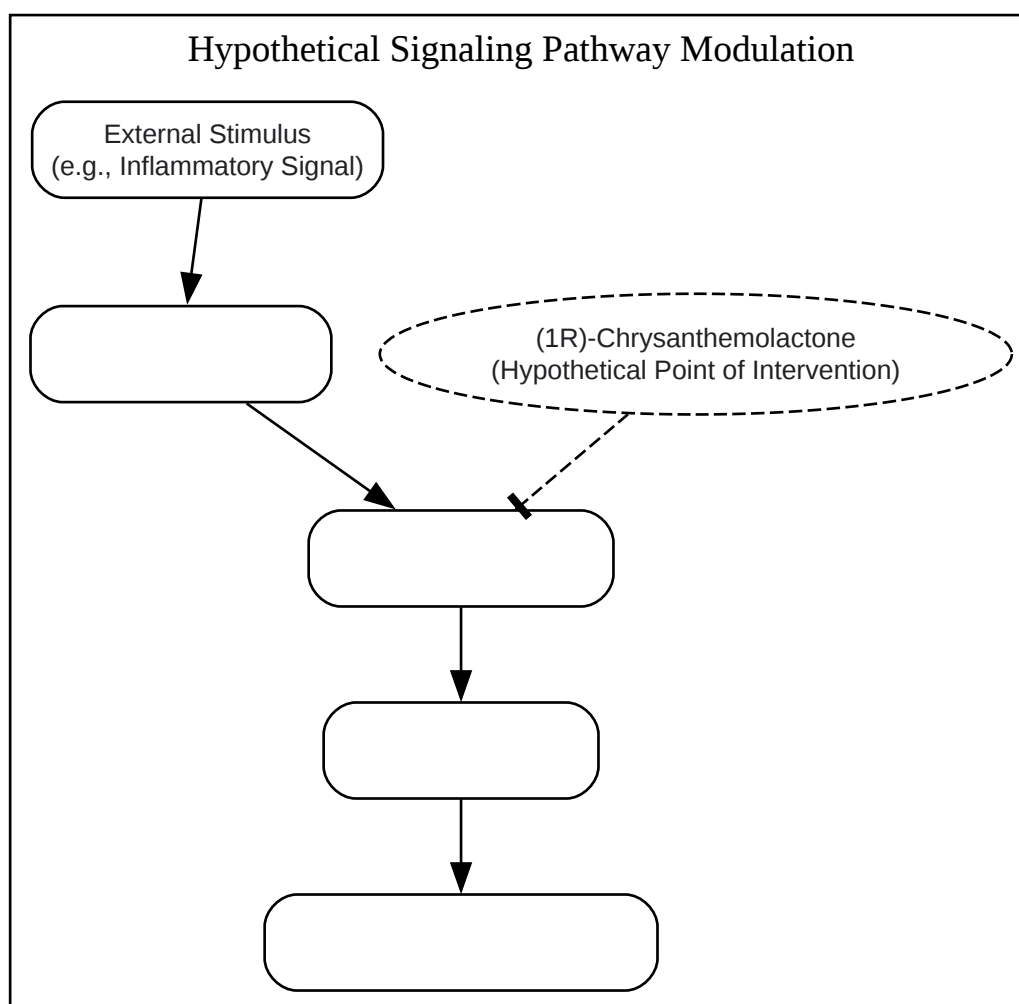 Hypothetical Signaling Pathway Modulation
External Stimulus
(e.g., Inflammatory Signal)
(1R)-Chrysanthemolactone
(Hypothetical Point of Intervention)